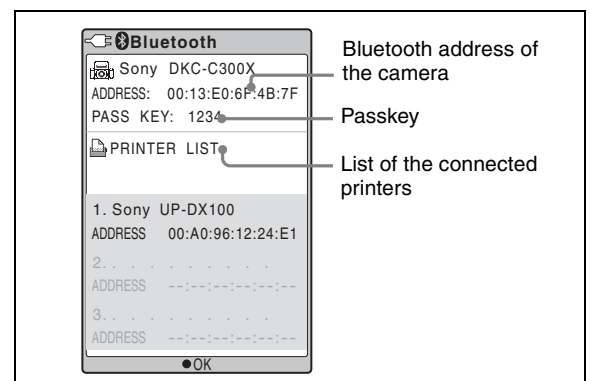 Bluetooth
Sony DKC-C300X
ADDRESS: 00:13:E0:6F:4B:7F
PASS KEY: 1234
PRINTER LIST
1. Sony UP-DX100
ADDRESS 00:A0:96:12:24:E1
2. . . . . . . . . .
ADDRESS --:--:--:--:--:--
3. . . . . . . . . .
ADDRESS --:--:--:--:--:--
●OK
Bluetooth address of
the camera
Passkey
List of the connected
printers